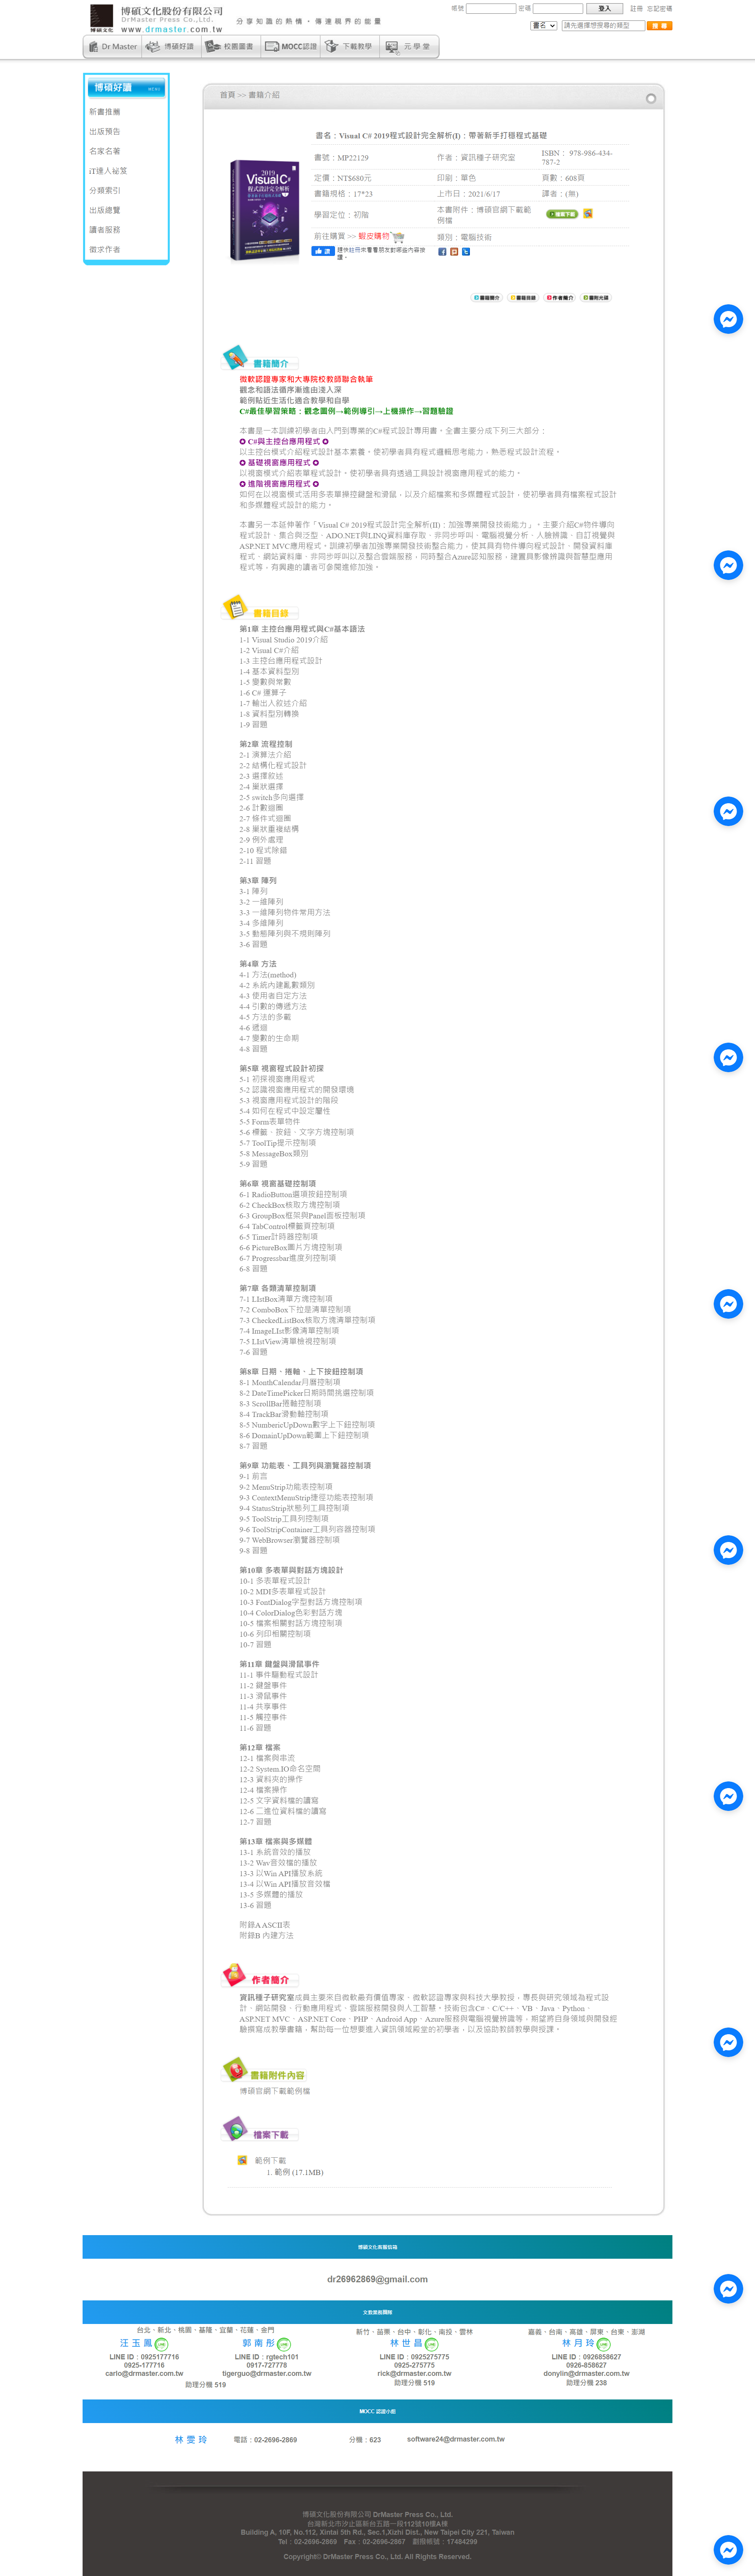 博碩文化股份有限公司
DrMaster Press Co.,Ltd.
www.drmaster.com.tw
分享知識的熱情，傳達眼界的能量
帳號 密碼 登入 註冊 忘記密碼
書名 請先選擇想搜尋的類型 搜尋
Dr Master 博碩好讀 校園圖書 MOCC認證 下載教學 元學堂
博碩好讀 MENU
新書推薦
出版預告
名家名著
iT達人祕笈
分類索引
出版總覽
讀者服務
徵求作者
首頁 >> 書籍介紹
書名：Visual C# 2019程式設計完全解析(I)：帶著新手打穩程式基礎
書號：MP22129 作者：資訊種子研究室 ISBN： 978-986-434-787-2
定價：NT$680元 印刷：單色 頁數：608頁
書籍規格：17*23 上市日：2021/6/17 譯者：(無)
學習定位：初階 本書附件：博碩官網下載範例檔 檔案下載
前往購買 >> 蝦皮購物 類別：電腦技術
讚
書籍簡介 書籍目錄 作者簡介 書附光碟
書籍簡介
微軟認證專家和大專院校教師聯合執筆
觀念和語法循序漸進由淺入深
範例貼近生活化適合教學和自學
C#最佳學習策略：觀念圖例→範例導引→上機操作→習題驗證
本書是一本訓練初學者由入門到專業的C#程式設計專用書。全書主要分成下列三大部分：
✪ C#與主控台應用程式 ✪
以主控台模式介紹程式設計基本素養。使初學者具有程式邏輯思考能力，熟悉程式設計流程。
✪ 基礎視窗應用程式 ✪
以視窗模式介紹表單程式設計。使初學者具有透過工具設計視窗應用程式的能力。
✪ 進階視窗應用程式 ✪
如何在以視窗模式活用多表單操控鍵盤和滑鼠，以及介紹檔案和多媒體程式設計，使初學者具有檔案程式設計
和多媒體程式設計的能力。
本書另一本延伸著作「Visual C# 2019程式設計完全解析(II)：加強專業開發技術能力」。主要介紹C#物件導向
程式設計、集合與泛型、ADO.NET與LINQ資料庫存取、非同步呼叫、電腦視覺分析、人臉辨識、自訂視覺與
ASP.NET MVC應用程式。訓練初學者加強專業開發技術整合能力，使其具有物件導向程式設計、開發資料庫
程式、網站資料庫、非同步呼叫以及整合雲端服務，同時整合Azure認知服務、建置具影像辨識與智慧型應用
程式等，有興趣的讀者可參閱進修加強。
書籍目錄
第1章 主控台應用程式與C#基本語法
1-1 Visual Studio 2019介紹
1-2 Visual C#介紹
1-3 主控台應用程式設計
1-4 基本資料型別
1-5 變數與常數
1-6 C# 運算子
1-7 輸出入敘述介紹
1-8 資料型別轉換
1-9 習題
第2章 流程控制
2-1 演算法介紹
2-2 結構化程式設計
2-3 選擇敘述
2-4 巢狀選擇
2-5 switch多向選擇
2-6 計數迴圈
2-7 條件式迴圈
2-8 巢狀重複結構
2-9 例外處理
2-10 程式除錯
2-11 習題
第3章 陣列
3-1 陣列
3-2 一維陣列
3-3 一維陣列物件常用方法
3-4 多維陣列
3-5 動態陣列與不規則陣列
3-6 習題
第4章 方法
4-1 方法(method)
4-2 系統內建亂數類別
4-3 使用者自定方法
4-4 引數的傳遞方法
4-5 方法的多載
4-6 遞迴
4-7 變數的生命期
4-8 習題
第5章 視窗程式設計初探
5-1 初探視窗應用程式
5-2 認識視窗應用程式的開發環境
5-3 視窗應用程式設計的階段
5-4 如何在程式中設定屬性
5-5 Form表單物件
5-6 標籤、按鈕、文字方塊控制項
5-7 ToolTip提示控制項
5-8 MessageBox類別
5-9 習題
第6章 視窗基礎控制項
6-1 RadioButton選項按鈕控制項
6-2 CheckBox核取方塊控制項
6-3 GroupBox框架與Panel面板控制項
6-4 TabControl標籤頁控制項
6-5 Timer計時器控制項
6-6 PictureBox圖片方塊控制項
6-7 Progressbar進度列控制項
6-8 習題
第7章 各類清單控制項
7-1 LIstBox清單方塊控制項
7-2 ComboBox下拉是清單控制項
7-3 CheckedListBox核取方塊清單控制項
7-4 ImageLIst影像清單控制項
7-5 LIstView清單檢視控制項
7-6 習題
第8章 日期、捲軸、上下按鈕控制項
8-1 MonthCalendar月曆控制項
8-2 DateTimePicker日期時間挑選控制項
8-3 ScrollBar捲軸控制項
8-4 TrackBar滑動軸控制項
8-5 NumbericUpDown數字上下鈕控制項
8-6 DomainUpDown範圍上下鈕控制項
8-7 習題
第9章 功能表、工具列與瀏覽器控制項
9-1 前言
9-2 MenuStrip功能表控制項
9-3 ContextMenuStrip捷徑功能表控制項
9-4 StatusStrip狀態列工具控制項
9-5 ToolStrip工具列控制項
9-6 ToolStripContainer工具列容器控制項
9-7 WebBrowser瀏覽器控制項
9-8 習題
第10章 多表單與對話方塊設計
10-1 多表單程式設計
10-2 MDI多表單程式設計
10-3 FontDialog字型對話方塊控制項
10-4 ColorDialog色彩對話方塊
10-5 檔案相關對話方塊控制項
10-6 列印相關控制項
10-7 習題
第11章 鍵盤與滑鼠事件
11-1 事件驅動程式設計
11-2 鍵盤事件
11-3 滑鼠事件
11-4 共享事件
11-5 觸控事件
11-6 習題
第12章 檔案
12-1 檔案與串流
12-2 System.IO命名空間
12-3 資料夾的操作
12-4 檔案操作
12-5 文字資料檔的讀寫
12-6 二進位資料檔的讀寫
12-7 習題
第13章 檔案與多媒體
13-1 系統音效的播放
13-2 Wav音效檔的播放
13-3 以Win API播放系統
13-4 以Win API播放音效檔
13-5 多媒體的播放
13-6 習題
附錄A ASCII表
附錄B 內建方法
作者簡介
資訊種子研究室成員主要來自微軟最有價值專家、微軟認證專家與科技大學教授，專長與研究領域為程式設
計、網站開發、行動應用程式、雲端服務開發與人工智慧。技術包含C#、C/C++、VB、Java、Python、
ASP.NET MVC、ASP.NET Core、PHP、Android App、Azure服務與電腦視覺辨識等，期望將自身領域與開發經
驗撰寫成教學書籍，幫助每一位想要進入資訊領域殿堂的初學者，以及協助教師教學與授課。
書籍附件內容
博碩官網下載範例檔
檔案下載
範例下載
1. 範例 (17.1MB)
博碩文化客服信箱
dr26962869@gmail.com
文教業務團隊
台北、新北、桃園、基隆、宜蘭、花蓮、金門
汪玉鳳 郭南彤
LINE ID：0925177716 LINE ID：rgtech101
0925-177716 0917-727778
carlo@drmaster.com.tw tigerguo@drmaster.com.tw
助理分機 519
新竹、苗栗、台中、彰化、南投、雲林
林世昌
LINE ID：0925275775
0925-275775
rick@drmaster.com.tw
助理分機 519
嘉義、台南、高雄、屏東、台東、澎湖
林月玲
LINE ID：0926858627
0926-858627
donylin@drmaster.com.tw
助理分機 238
MOCC 認證小組
林雯玲 電話：02-2696-2869 分機：623 software24@drmaster.com.tw
博碩文化股份有限公司 DrMaster Press Co., Ltd.
台灣新北市汐止區新台五路一段112號10樓A棟
Building A, 10F, No.112, Xintai 5th Rd., Sec.1,Xizhi Dist., New Taipei City 221, Taiwan
Tel：02-2696-2869 Fax：02-2696-2867 劃撥帳號：17484299
Copyright© DrMaster Press Co., Ltd. All Rights Reserved.